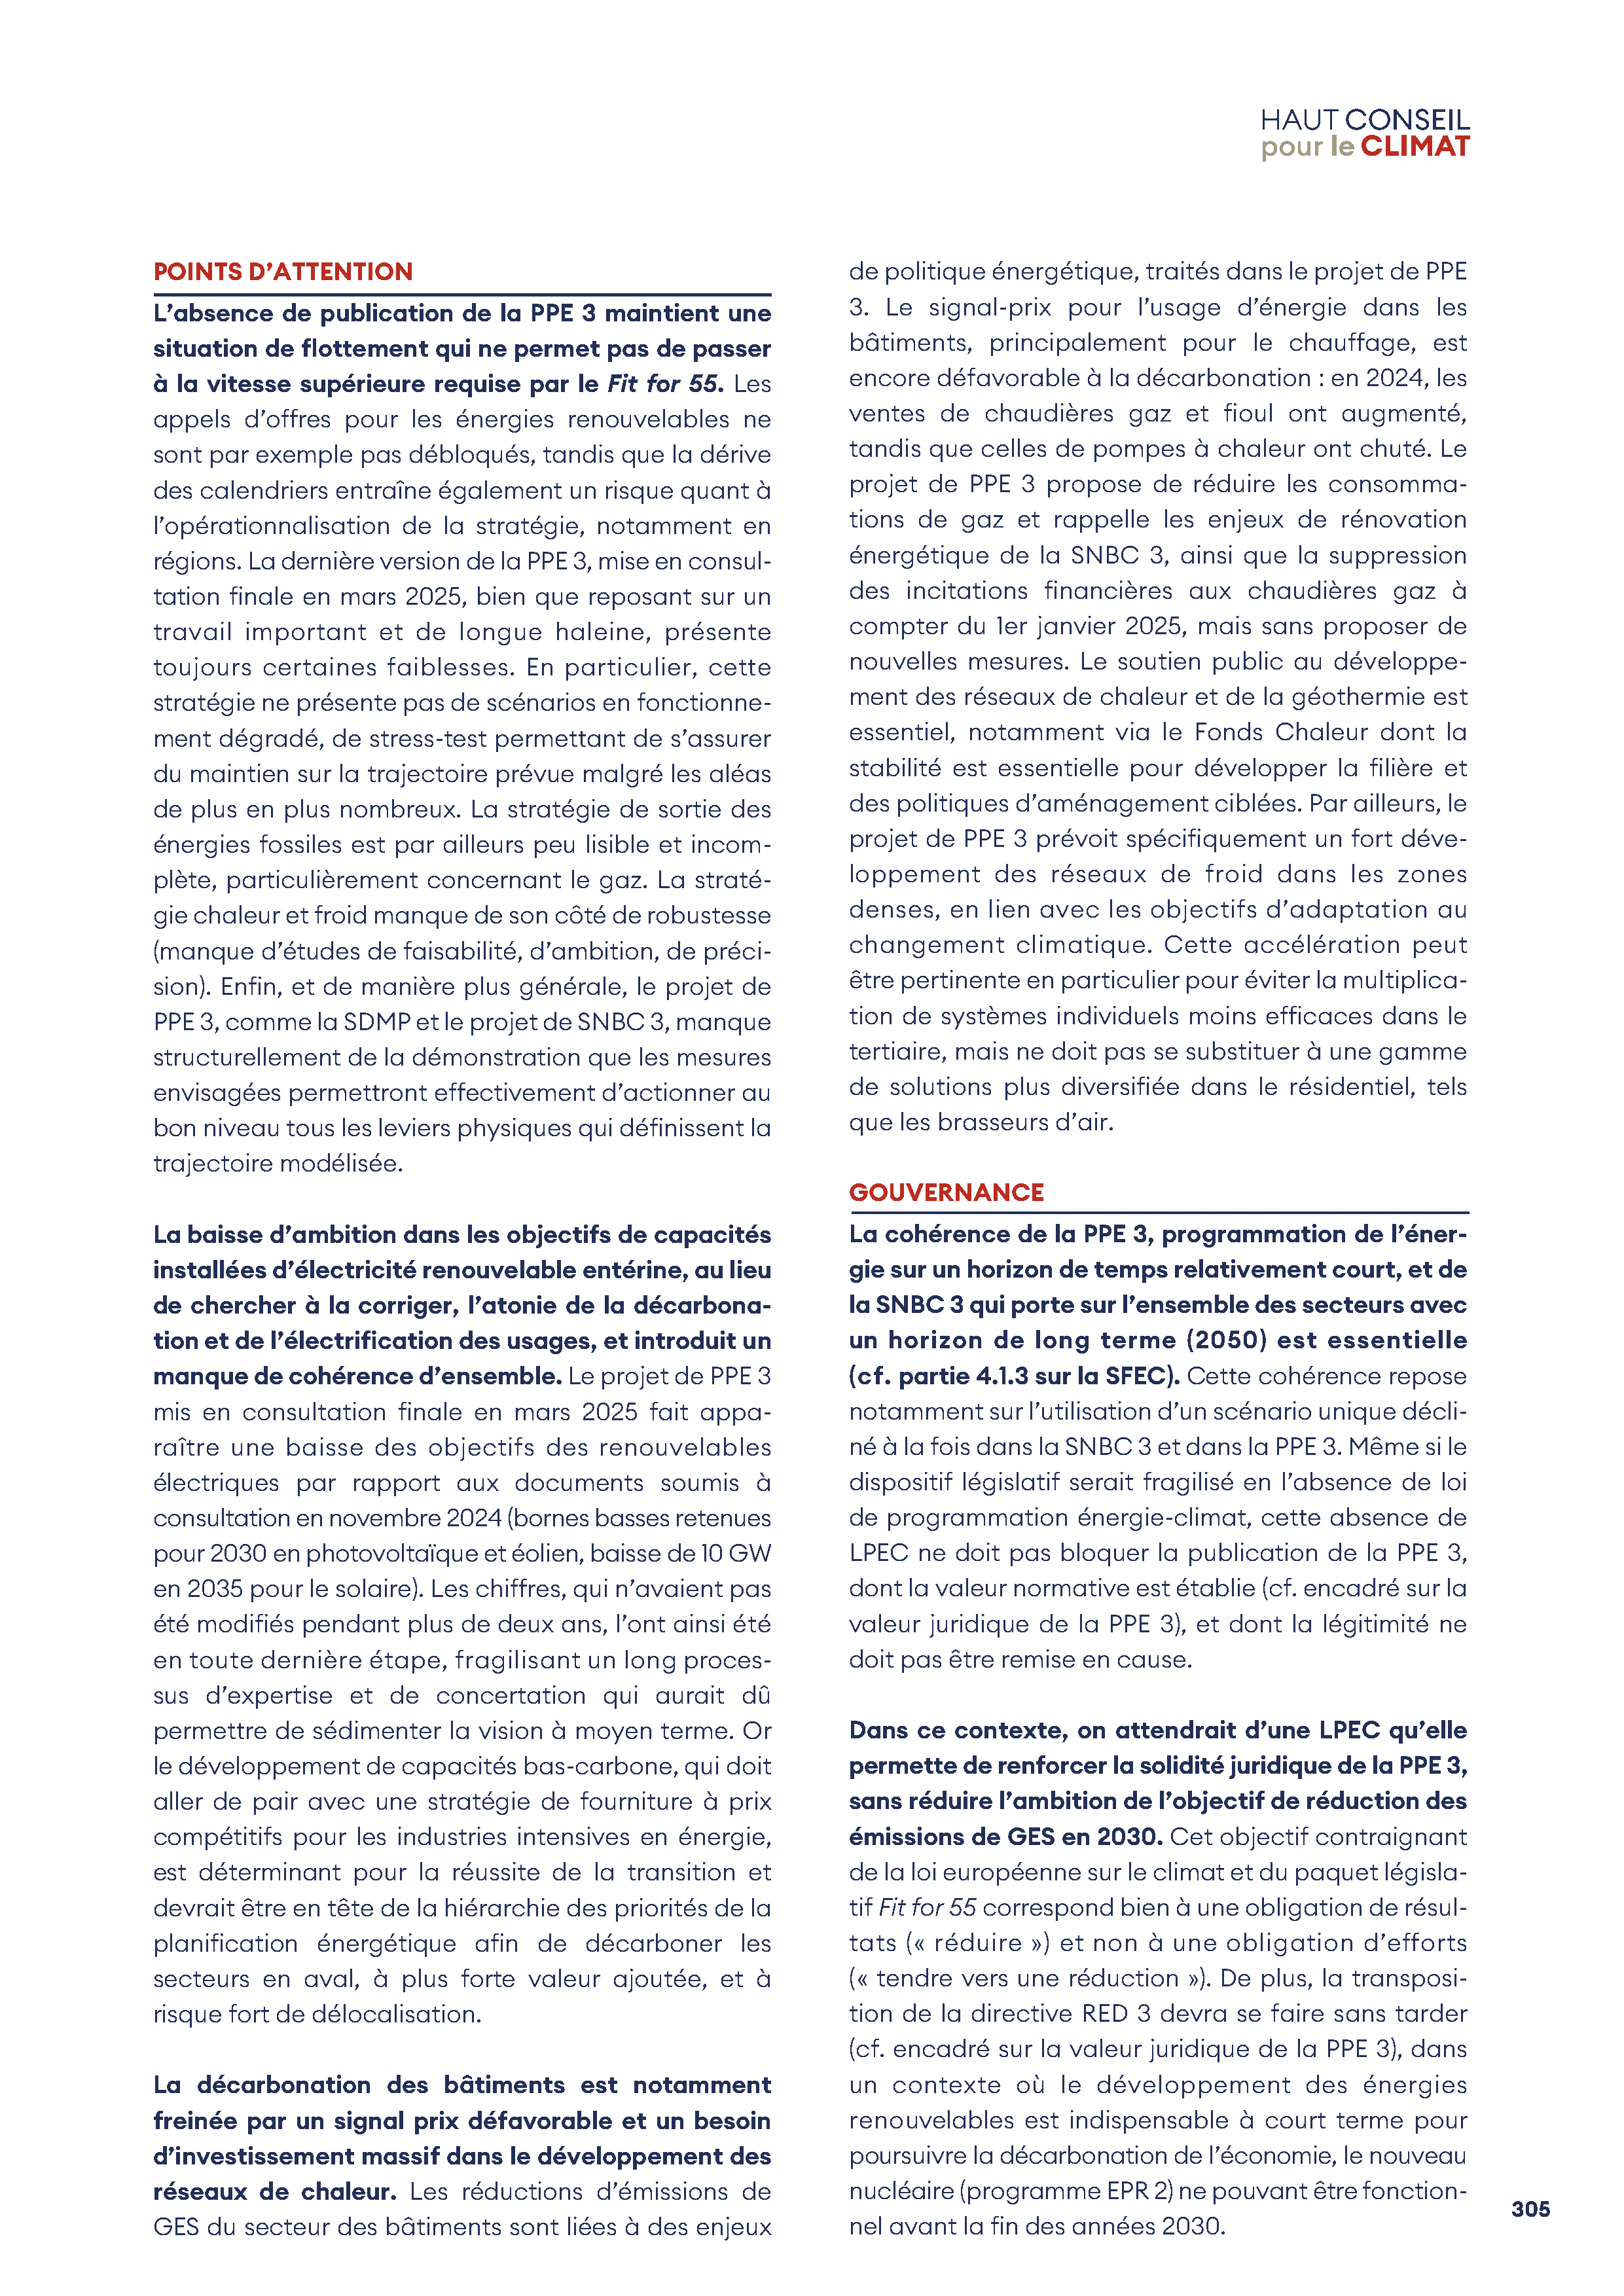 HAUT CONSEIL
pour le CLIMAT
POINTS D’ATTENTION
L’absence de publication de la PPE 3 maintient une
situation de flottement qui ne permet pas de passer
à la vitesse supérieure requise par le Fit for 55. Les
appels d’offres pour les énergies renouvelables ne
sont par exemple pas débloqués, tandis que la dérive
des calendriers entraîne également un risque quant à
l’opérationnalisation de la stratégie, notamment en
régions. La dernière version de la PPE 3, mise en consul-
tation finale en mars 2025, bien que reposant sur un
travail important et de longue haleine, présente
toujours certaines faiblesses. En particulier, cette
stratégie ne présente pas de scénarios en fonctionne-
ment dégradé, de stress-test permettant de s’assurer
du maintien sur la trajectoire prévue malgré les aléas
de plus en plus nombreux. La stratégie de sortie des
énergies fossiles est par ailleurs peu lisible et incom-
plète, particulièrement concernant le gaz. La straté-
gie chaleur et froid manque de son côté de robustesse
(manque d’études de faisabilité, d’ambition, de préci-
sion). Enfin, et de manière plus générale, le projet de
PPE 3, comme la SDMP et le projet de SNBC 3, manque
structurellement de la démonstration que les mesures
envisagées permettront effectivement d’actionner au
bon niveau tous les leviers physiques qui définissent la
trajectoire modélisée.
La baisse d’ambition dans les objectifs de capacités
installées d’électricité renouvelable entérine, au lieu
de chercher à la corriger, l’atonie de la décarbona-
tion et de l’électrification des usages, et introduit un
manque de cohérence d’ensemble. Le projet de PPE 3
mis en consultation finale en mars 2025 fait appa-
raître une baisse des objectifs des renouvelables
électriques par rapport aux documents soumis à
consultation en novembre 2024 (bornes basses retenues
pour 2030 en photovoltaïque et éolien, baisse de 10 GW
en 2035 pour le solaire). Les chiffres, qui n’avaient pas
été modifiés pendant plus de deux ans, l’ont ainsi été
en toute dernière étape, fragilisant un long proces-
sus d’expertise et de concertation qui aurait dû
permettre de sédimenter la vision à moyen terme. Or
le développement de capacités bas-carbone, qui doit
aller de pair avec une stratégie de fourniture à prix
compétitifs pour les industries intensives en énergie,
est déterminant pour la réussite de la transition et
devrait être en tête de la hiérarchie des priorités de la
planification énergétique afin de décarboner les
secteurs en aval, à plus forte valeur ajoutée, et à
risque fort de délocalisation.
La décarbonation des bâtiments est notamment
freinée par un signal prix défavorable et un besoin
d’investissement massif dans le développement des
réseaux de chaleur. Les réductions d’émissions de
GES du secteur des bâtiments sont liées à des enjeux
de politique énergétique, traités dans le projet de PPE
3. Le signal-prix pour l’usage d’énergie dans les
bâtiments, principalement pour le chauffage, est
encore défavorable à la décarbonation : en 2024, les
ventes de chaudières gaz et fioul ont augmenté,
tandis que celles de pompes à chaleur ont chuté. Le
projet de PPE 3 propose de réduire les consomma-
tions de gaz et rappelle les enjeux de rénovation
énergétique de la SNBC 3, ainsi que la suppression
des incitations financières aux chaudières gaz à
compter du 1er janvier 2025, mais sans proposer de
nouvelles mesures. Le soutien public au développe-
ment des réseaux de chaleur et de la géothermie est
essentiel, notamment via le Fonds Chaleur dont la
stabilité est essentielle pour développer la filière et
des politiques d’aménagement ciblées. Par ailleurs, le
projet de PPE 3 prévoit spécifiquement un fort déve-
loppement des réseaux de froid dans les zones
denses, en lien avec les objectifs d’adaptation au
changement climatique. Cette accélération peut
être pertinente en particulier pour éviter la multiplica-
tion de systèmes individuels moins efficaces dans le
tertiaire, mais ne doit pas se substituer à une gamme
de solutions plus diversifiée dans le résidentiel, tels
que les brasseurs d’air.
GOUVERNANCE
La cohérence de la PPE 3, programmation de l’éner-
gie sur un horizon de temps relativement court, et de
la SNBC 3 qui porte sur l’ensemble des secteurs avec
un horizon de long terme (2050) est essentielle
(cf. partie 4.1.3 sur la SFEC). Cette cohérence repose
notamment sur l’utilisation d’un scénario unique décli-
né à la fois dans la SNBC 3 et dans la PPE 3. Même si le
dispositif législatif serait fragilisé en l’absence de loi
de programmation énergie-climat, cette absence de
LPEC ne doit pas bloquer la publication de la PPE 3,
dont la valeur normative est établie (cf. encadré sur la
valeur juridique de la PPE 3), et dont la légitimité ne
doit pas être remise en cause.
Dans ce contexte, on attendrait d’une LPEC qu’elle
permette de renforcer la solidité juridique de la PPE 3,
sans réduire l’ambition de l’objectif de réduction des
émissions de GES en 2030. Cet objectif contraignant
de la loi européenne sur le climat et du paquet législa-
tif Fit for 55 correspond bien à une obligation de résul-
tats (« réduire ») et non à une obligation d’efforts
(« tendre vers une réduction »). De plus, la transposi-
tion de la directive RED 3 devra se faire sans tarder
(cf. encadré sur la valeur juridique de la PPE 3), dans
un contexte où le développement des énergies
renouvelables est indispensable à court terme pour
poursuivre la décarbonation de l’économie, le nouveau
nucléaire (programme EPR 2) ne pouvant être fonction-
nel avant la fin des années 2030.
305